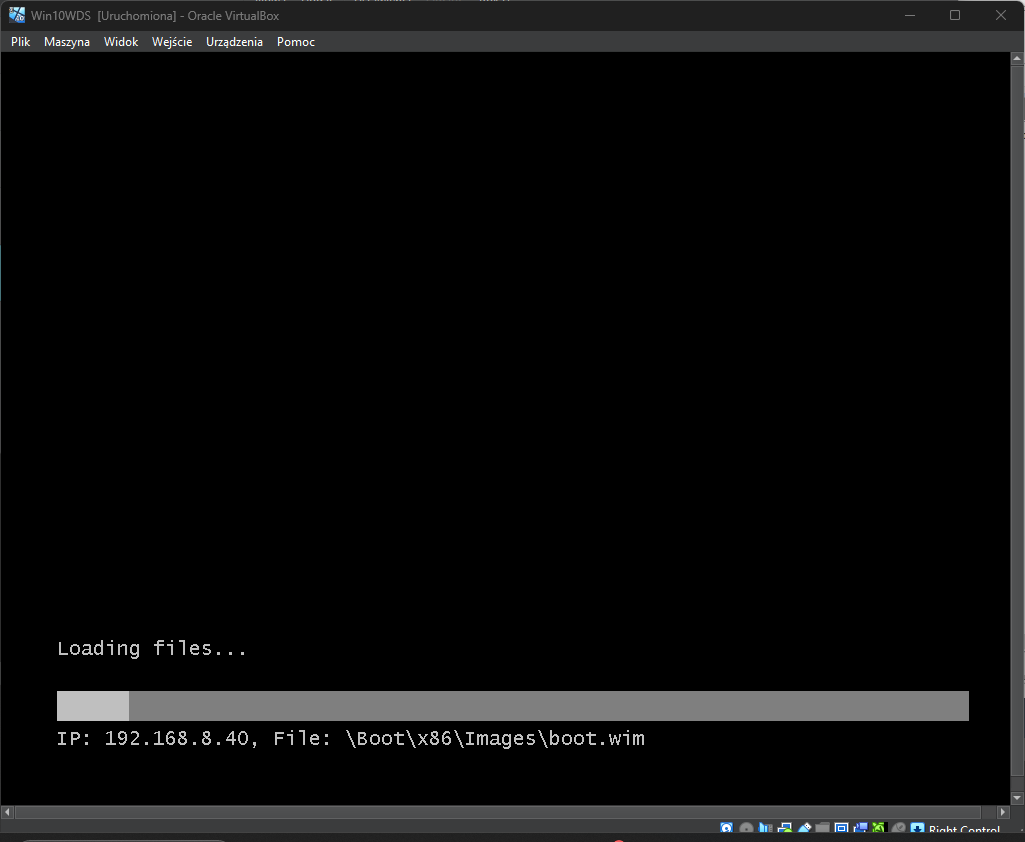 Win10WDS [Uruchomiona] - Oracle VirtualBox
Plik Maszyna Widok Wejście Urządzenia Pomoc
Loading files...
IP: 192.168.8.40, File: \Boot\x86\Images\boot.wim
Right Control